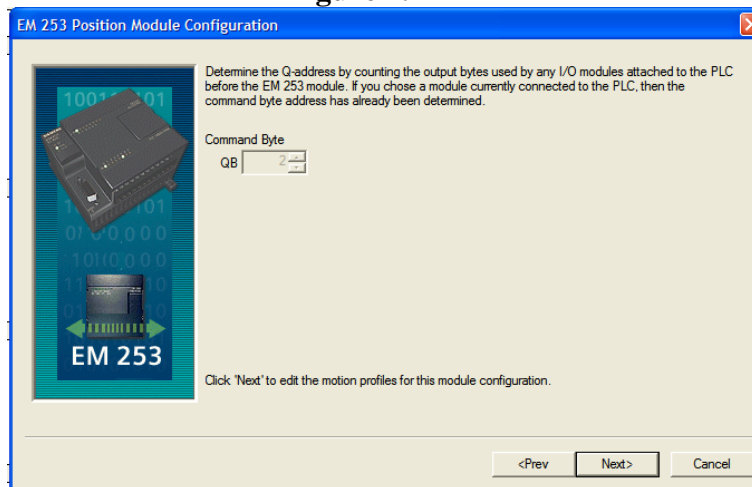 EM 253 Position Module Configuration
Determine the Q-address by counting the output bytes used by any I/O modules attached to the PLC
before the EM 253 module. If you chose a module currently connected to the PLC, then the
command byte address has already been determined.
Command Byte
QB 2
EM 253
Click 'Next' to edit the motion profiles for this module configuration.
<Prev Next> Cancel